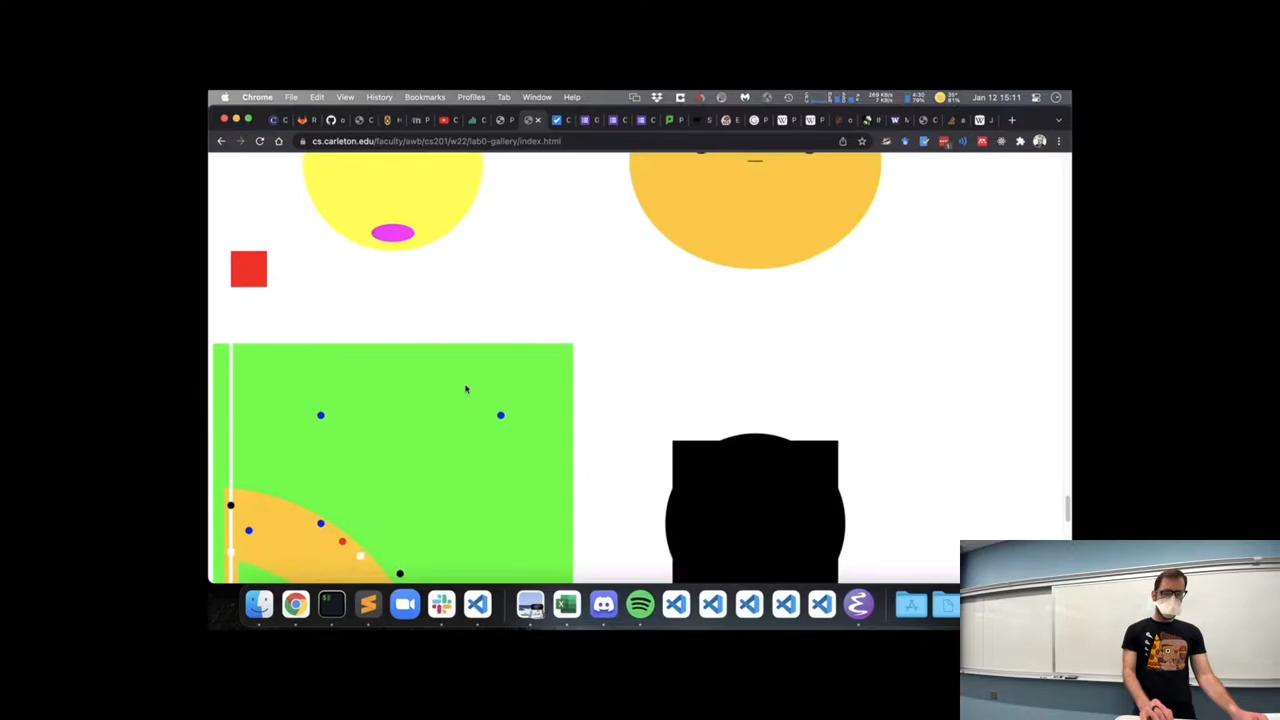 Chrome File Edit View History Bookmarks Profiles Tab Window Help Jan 12 15:11
cs.carleton.edu/faculty/awb/cs201/w22/lab0-gallery/index.html